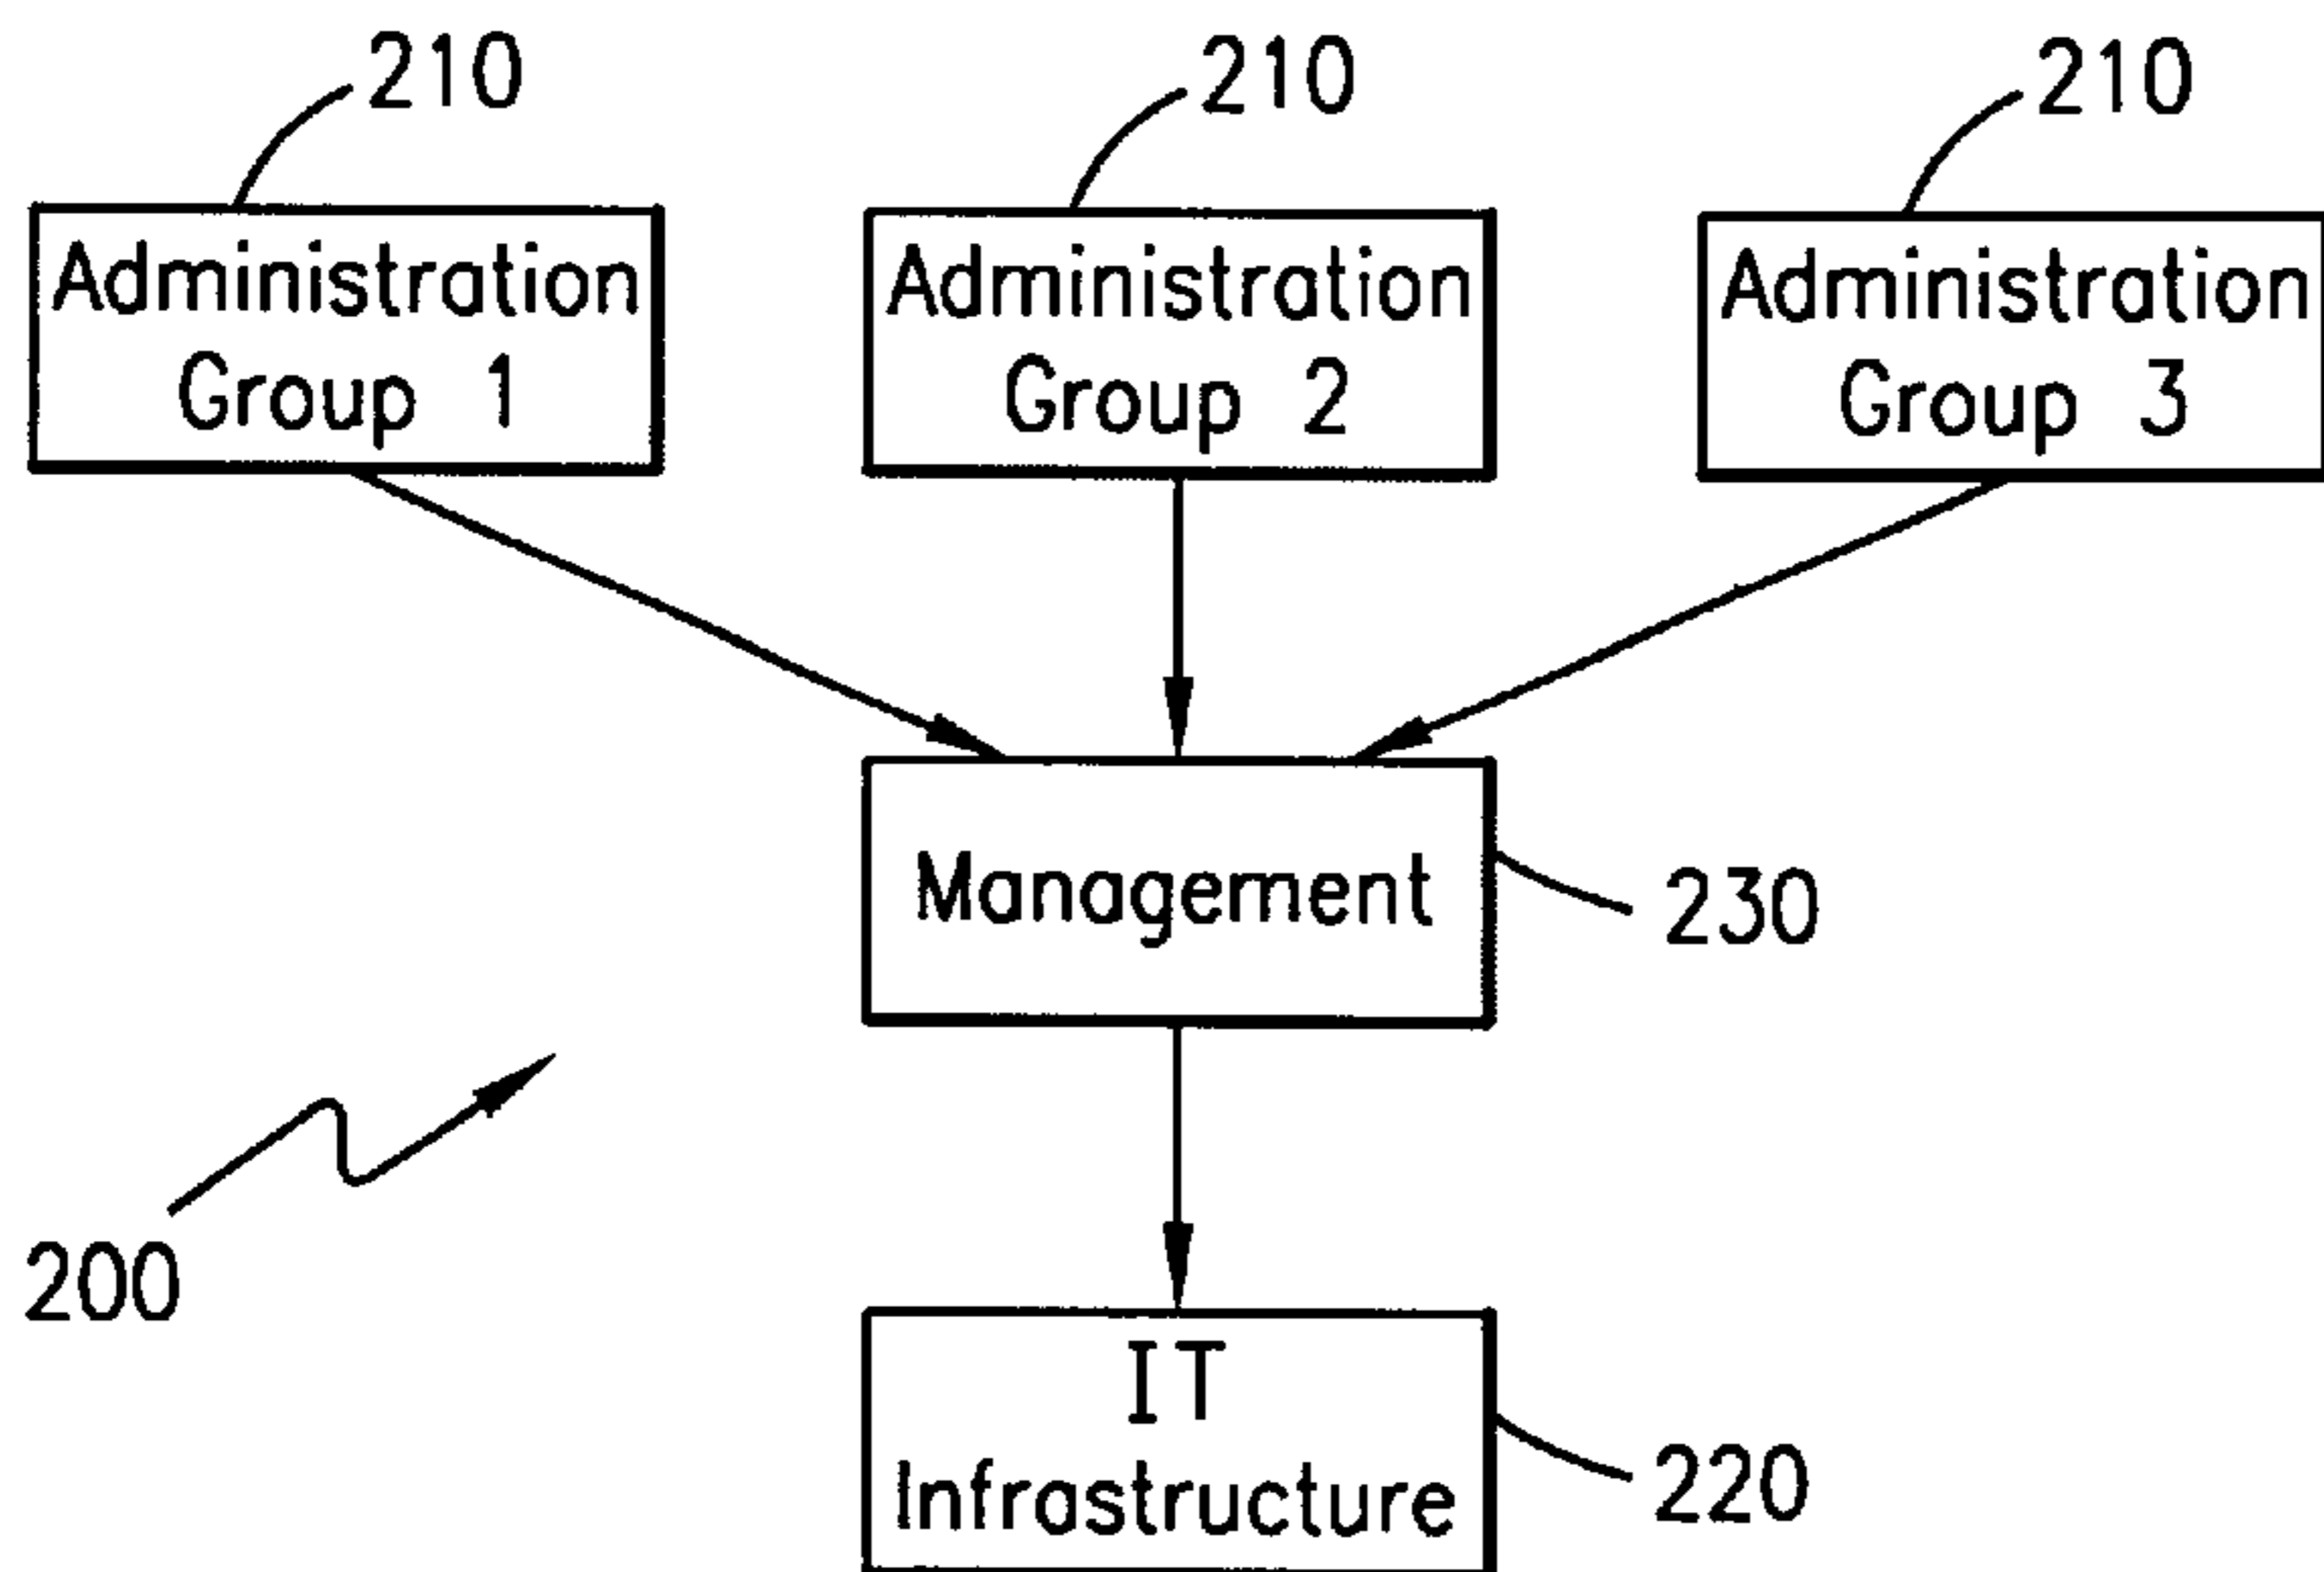 210
210
210
Administration
Group 1
Administration
Group 2
Administration
Group 3
Management
230
200
IT
Infrastructure
220